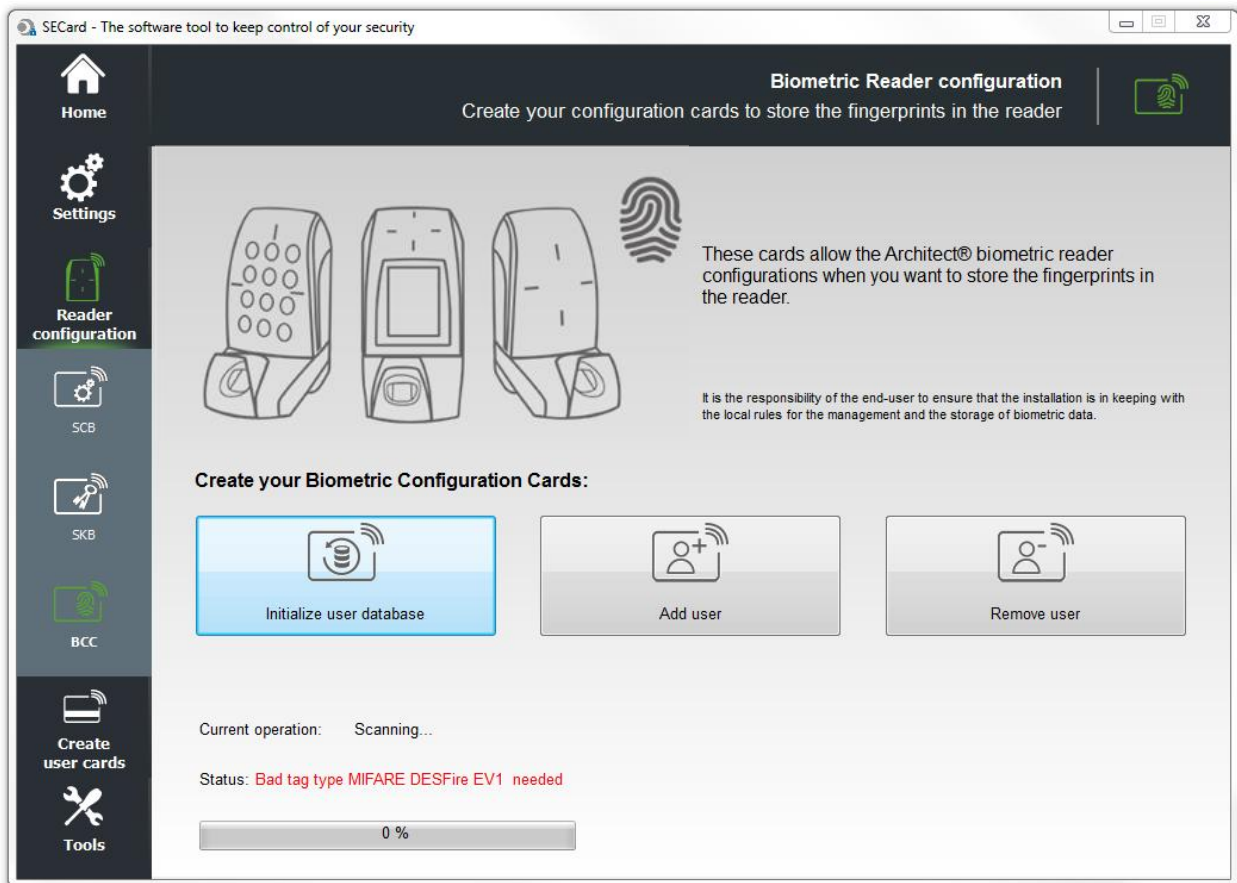 SECard - The software tool to keep control of your security
Home
Biometric Reader configuration
Create your configuration cards to store the fingerprints in the reader
Settings
Reader
configuration
SCB
SKB
BCC
Create
user cards
Tools
These cards allow the Architect® biometric reader
configurations when you want to store the fingerprints in
the reader.
It is the responsibility of the end-user to ensure that the installation is in keeping with
the local rules for the management and the storage of biometric data.
Create your Biometric Configuration Cards:
Initialize user database
Add user
Remove user
Current operation: Scanning...
Status: Bad tag type MIFARE DESFire EV1 needed
0 %